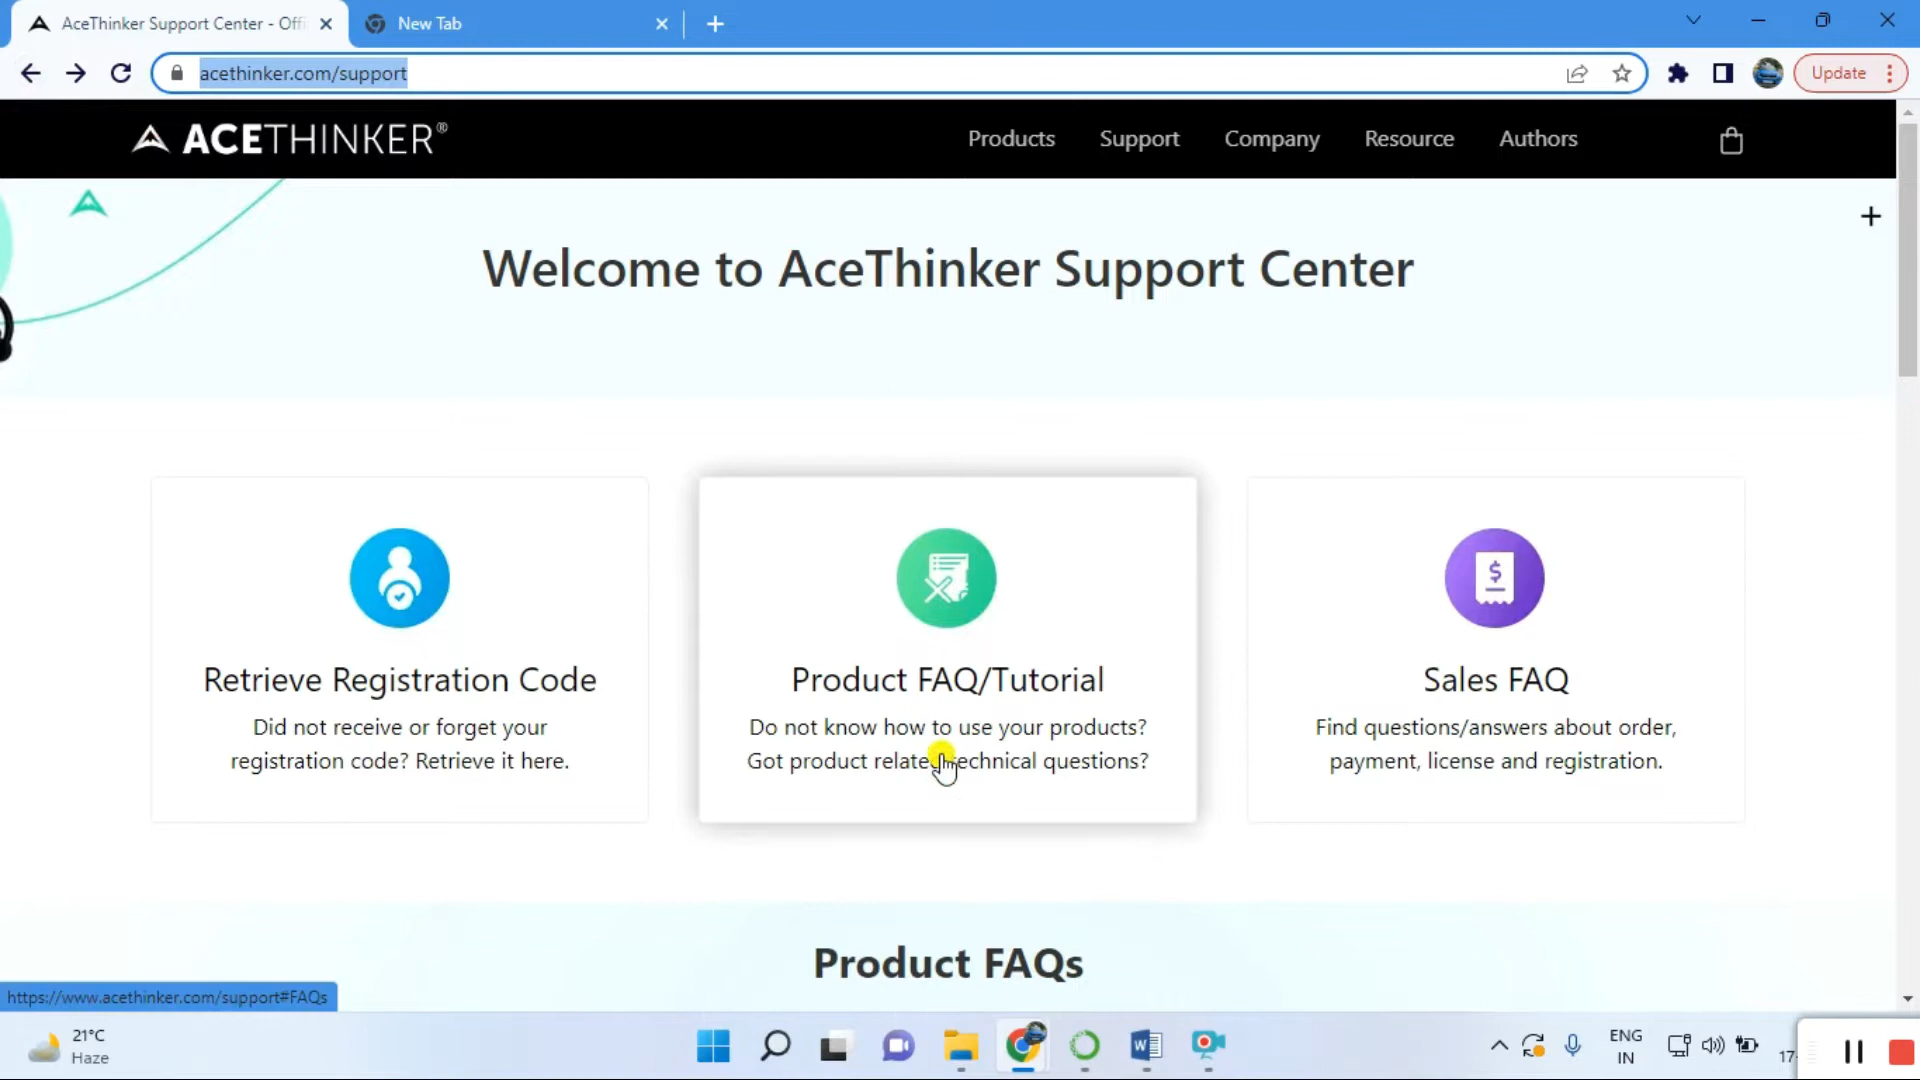 AceThinker Support Center - Offi
New Tab
acethinker.com/support
Update
ACETHINKER®
Products
Support
Company
Resource
Authors
Welcome to AceThinker Support Center
Retrieve Registration Code
Did not receive or forget your
registration code? Retrieve it here.
Product FAQ/Tutorial
Do not know how to use your products?
Got product related technical questions?
Sales FAQ
Find questions/answers about order,
payment, license and registration.
Product FAQs
https://www.acethinker.com/support#FAQs
21°C
Haze
ENG
IN
17-